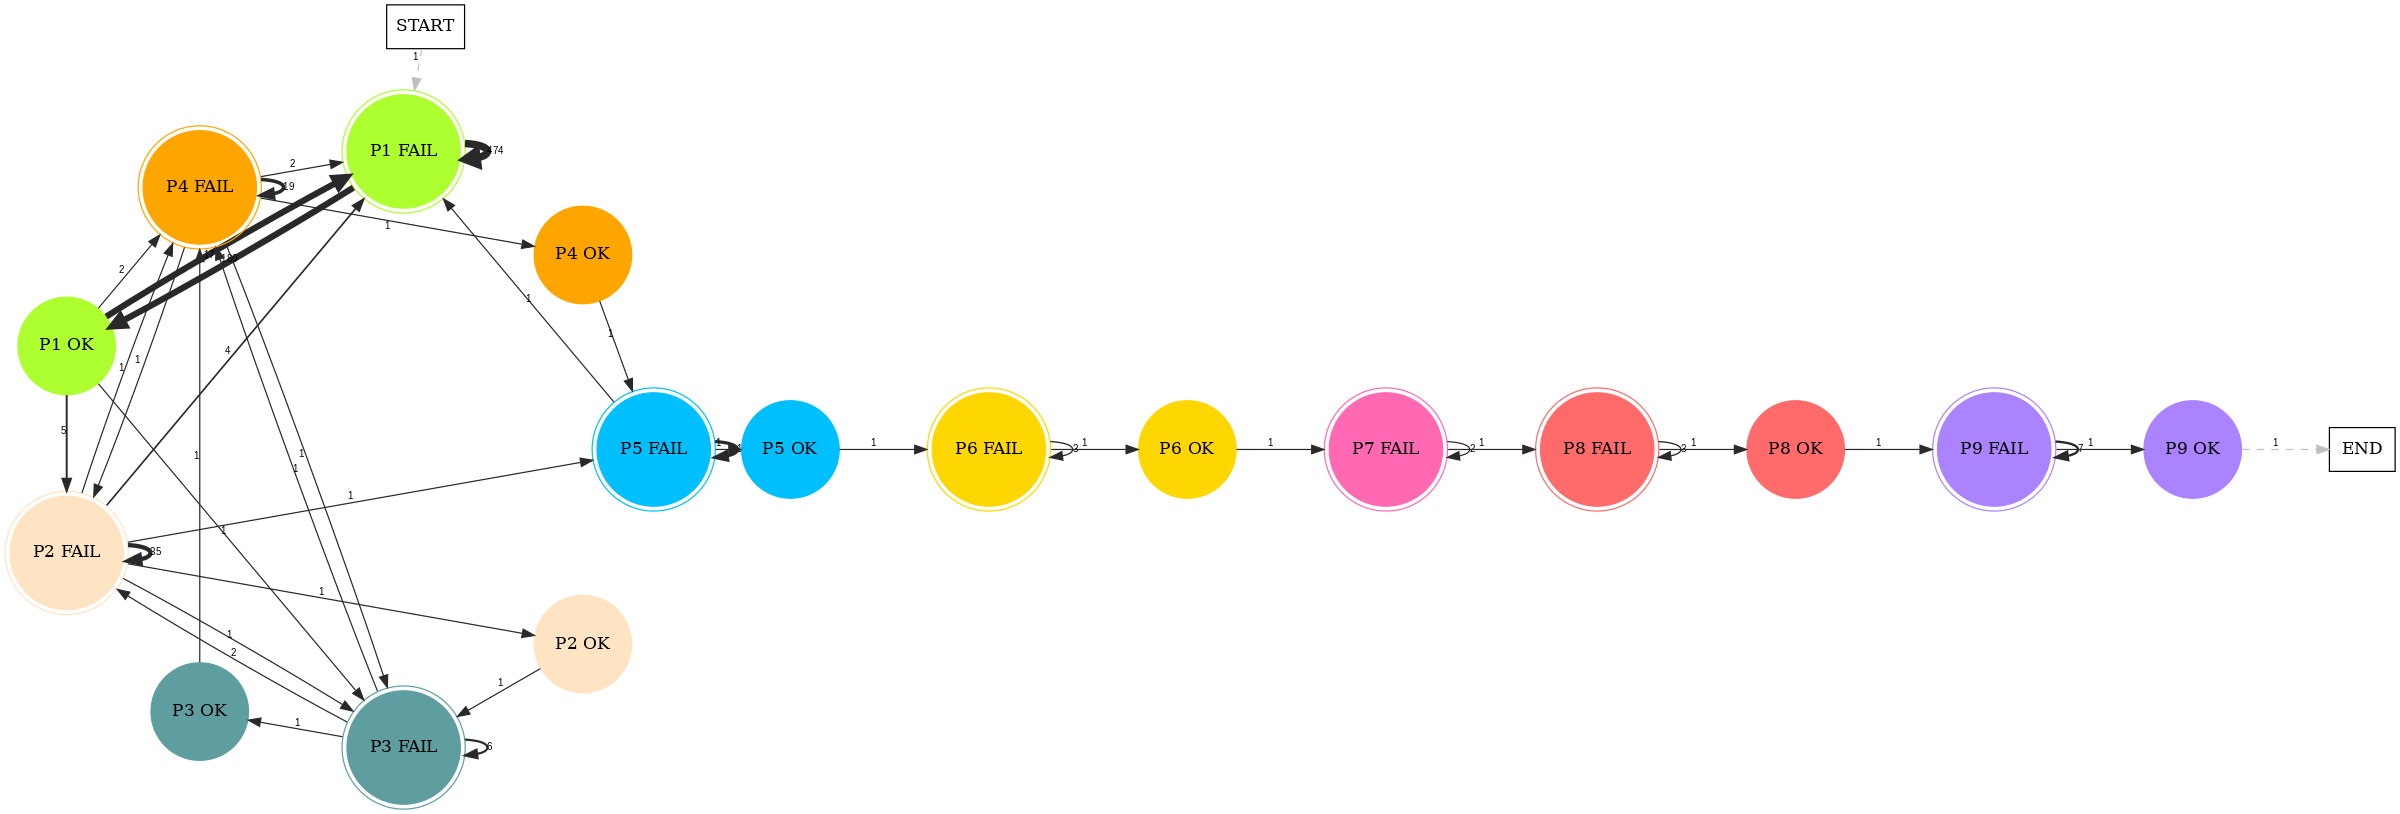 START
1
P1 FAIL
P4 FAIL
2
19
1
P4 OK
2
1
P1 OK
1
1
1
4
5
P5 FAIL
1
P5 OK
1
P6 FAIL
3
1
P6 OK
1
P7 FAIL
2
1
P8 FAIL
3
1
P8 OK
1
P9 FAIL
7
1
P9 OK
1
END
1
1
1
1
1
P2 FAIL
35
1
P2 OK
1
2
1
P3 OK
1
P3 FAIL
6